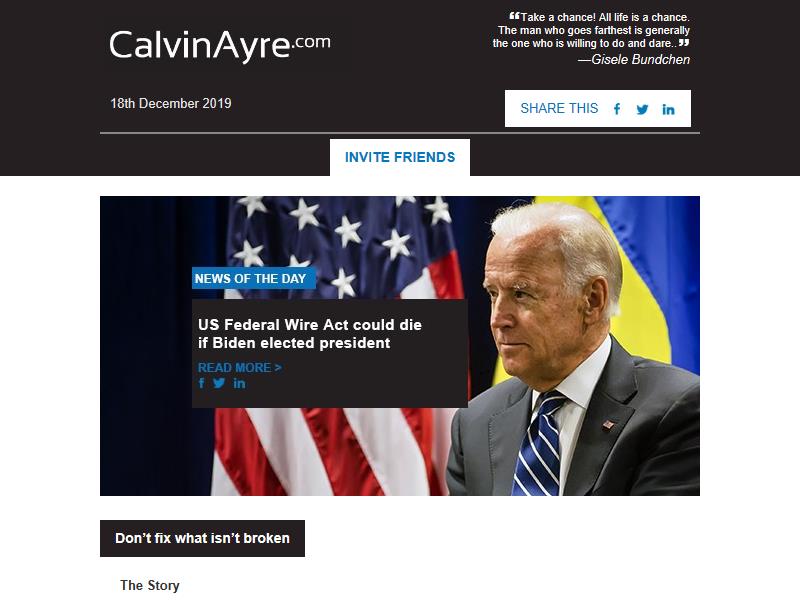 CalvinAyre.com
❝Take a chance! All life is a chance.
The man who goes farthest is generally
the one who is willing to do and dare..❞
—Gisele Bundchen
18th December 2019
SHARE THIS
INVITE FRIENDS
NEWS OF THE DAY
US Federal Wire Act could die
if Biden elected president
READ MORE >
Don’t fix what isn’t broken
The Story